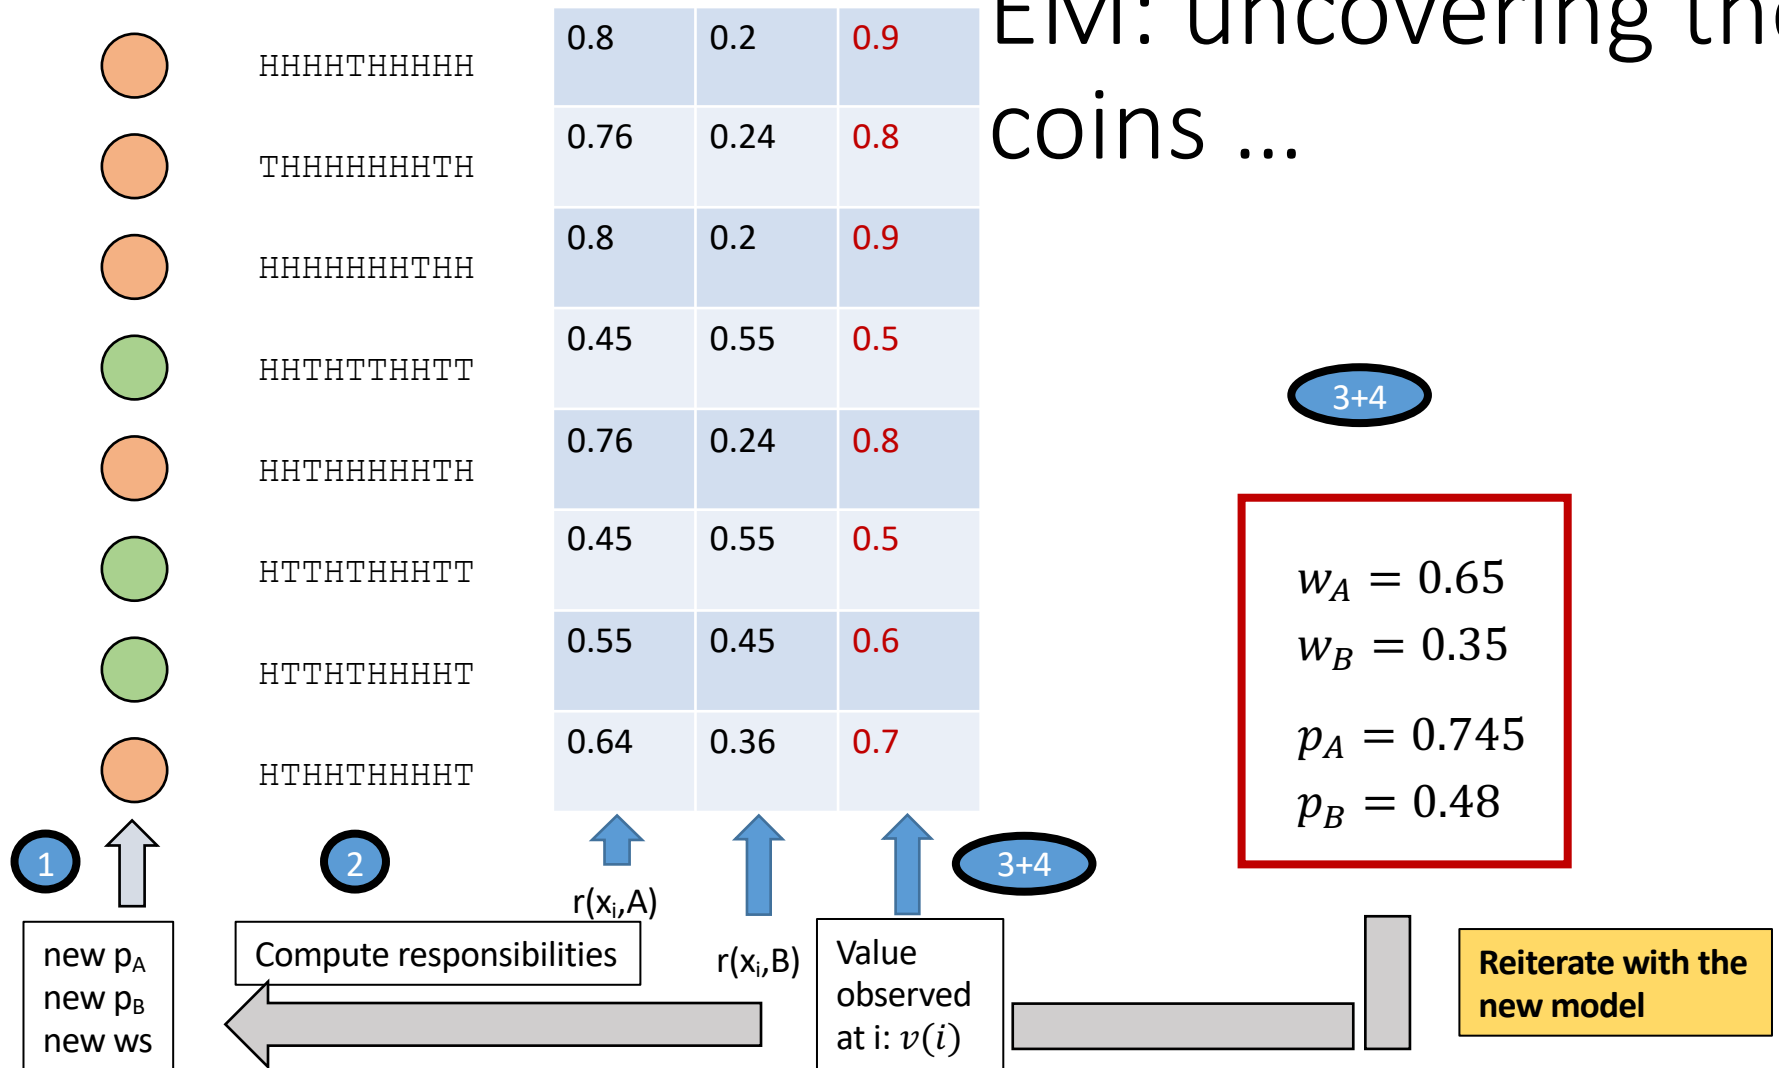 EM: uncovering the
coins ...
HHHHTHHHHH 0.8 0.2 0.9
THHHHHHHTH 0.76 0.24 0.8
HHHHHHHTHH 0.8 0.2 0.9
HHTHTTHHTT 0.45 0.55 0.5
HHTHHHHHTH 0.76 0.24 0.8
HTTHTHHHTT 0.45 0.55 0.5
HTTHTHHHHT 0.55 0.45 0.6
HTHHTHHHHT 0.64 0.36 0.7
3+4
w_A = 0.65
w_B = 0.35
p_A = 0.745
p_B = 0.48
1
2
3+4
new p_A
new p_B
new ws
Compute responsibilities
r(x_i,A)
r(x_i,B)
Value
observed
at i: v(i)
Reiterate with the
new model